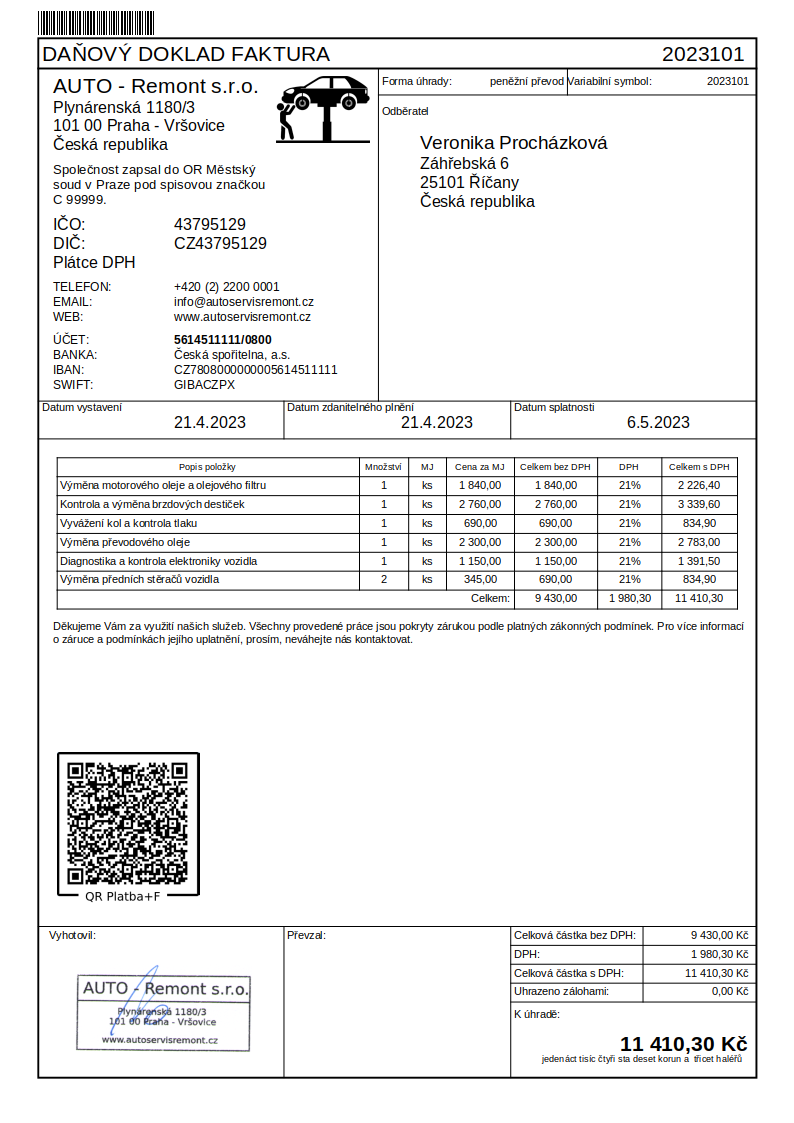 DAŇOVÝ DOKLAD FAKTURA 2023101
AUTO - Remont s.r.o.
Plynárenská 1180/3
101 00 Praha - Vršovice
Česká republika
Společnost zapsal do OR Městský
soud v Praze pod spisovou značkou
C 99999.
IČO: 43795129
DIČ: CZ43795129
Plátce DPH
TELEFON: +420 (2) 2200 0001
EMAIL: info@autoservisremont.cz
WEB: www.autoservisremont.cz
ÚČET: 5614511111/0800
BANKA: Česká spořitelna, a.s.
IBAN: CZ7808000000005614511111
SWIFT: GIBACZPX
Forma úhrady: peněžní převod Variabilní symbol: 2023101
Odběratel
Veronika Procházková
Záhřebská 6
25101 Říčany
Česká republika
Datum vystavení Datum zdanitelného plnění Datum splatnosti
21.4.2023 21.4.2023 6.5.2023
Popis položky Množství MJ Cena za MJ Celkem bez DPH DPH Celkem s DPH
Výměna motorového oleje a olejového filtru 1 ks 1 840,00 1 840,00 21% 2 226,40
Kontrola a výměna brzdových destiček 1 ks 2 760,00 2 760,00 21% 3 339,60
Vyvážení kol a kontrola tlaku 1 ks 690,00 690,00 21% 834,90
Výměna převodového oleje 1 ks 2 300,00 2 300,00 21% 2 783,00
Diagnostika a kontrola elektroniky vozidla 1 ks 1 150,00 1 150,00 21% 1 391,50
Výměna předních stěračů vozidla 2 ks 345,00 690,00 21% 834,90
Celkem: 9 430,00 1 980,30 11 410,30
Děkujeme Vám za využití našich služeb. Všechny provedené práce jsou pokryty zárukou podle platných zákonných podmínek. Pro více informací
o záruce a podmínkách jejího uplatnění, prosím, neváhejte nás kontaktovat.
QR Platba+F
Vyhotovil:
AUTO - Remont s.r.o.
Plynárenská 1180/3
101 00 Praha - Vršovice
www.autoservisremont.cz
Převzal:
Celková částka bez DPH: 9 430,00 Kč
DPH: 1 980,30 Kč
Celková částka s DPH: 11 410,30 Kč
Uhrazeno zálohami: 0,00 Kč
K úhradě:
11 410,30 Kč
jedenáct tisíc čtyři sta deset korun a třicet haléřů